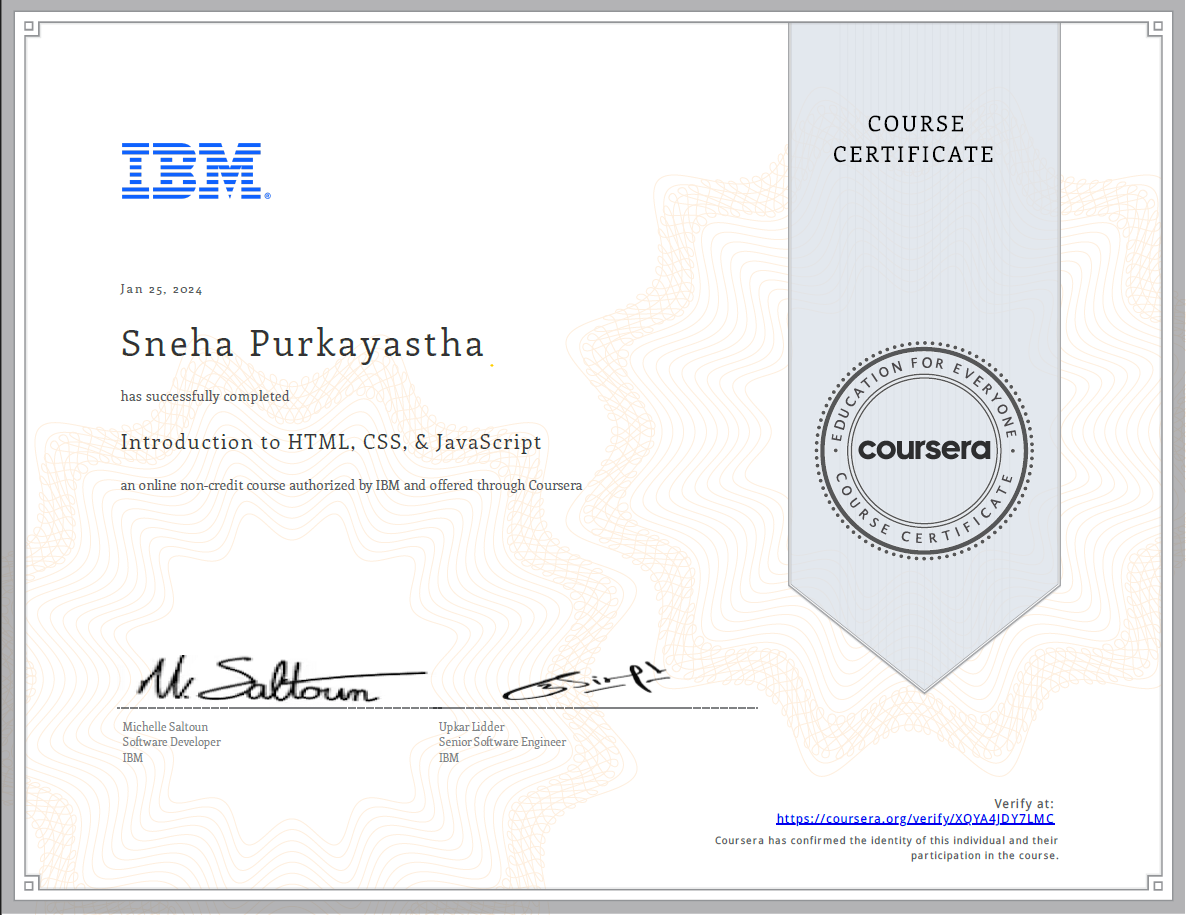 COURSE
CERTIFICATE
IBM®
Jan 25, 2024
Sneha Purkayastha
has successfully completed
Introduction to HTML, CSS, & JavaScript
an online non-credit course authorized by IBM and offered through Coursera
EDUCATION FOR EVERYONE
coursera
COURSE CERTIFICATE
M. Saltoun
Michelle Saltoun
Software Developer
IBM
Upkar Lidder
Senior Software Engineer
IBM
Verify at:
https://coursera.org/verify/XQYA4JDY7LMC
Coursera has confirmed the identity of this individual and their
participation in the course.